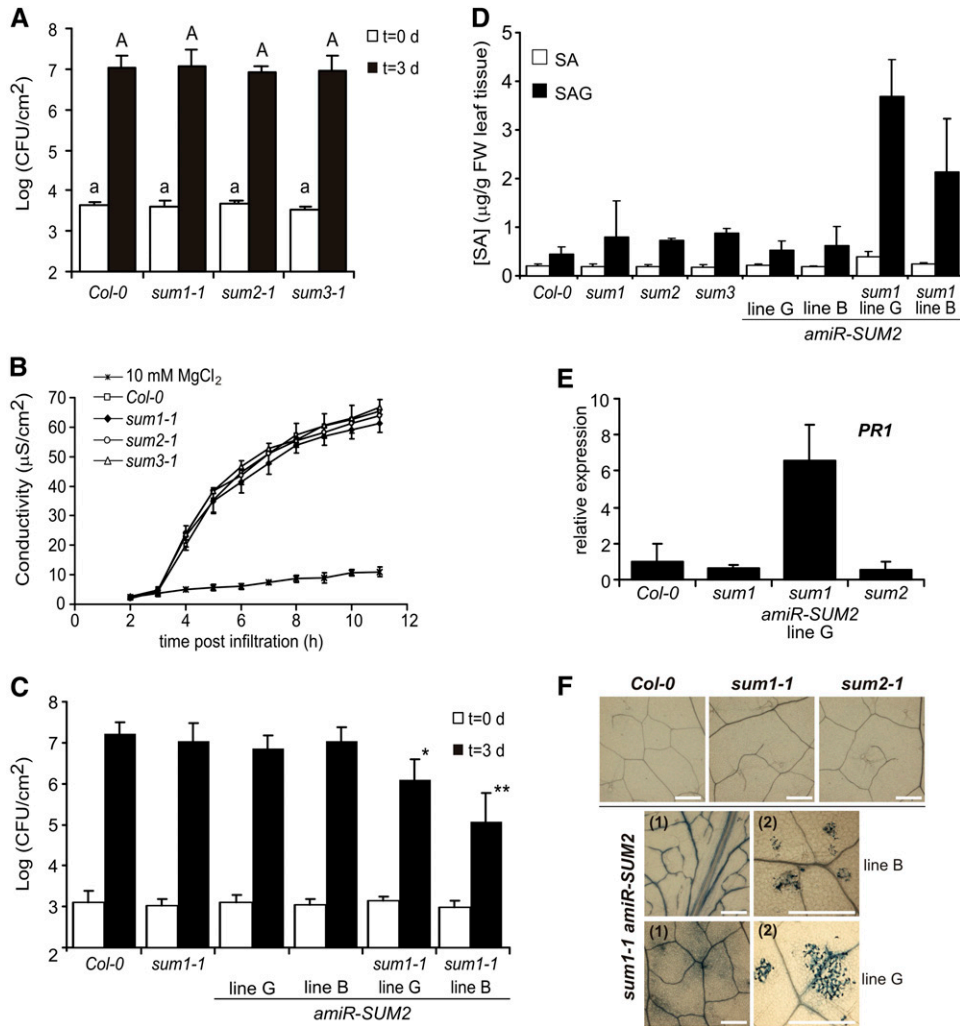 A
Log (CFU/cm2)
8
7
6
5
4
3
2
A A A A
a a a a
t=0 d
t=3 d
Col-0 sum1-1 sum2-1 sum3-1
B
10 mM MgCl2
Col-0
sum1-1
sum2-1
sum3-1
Conductivity (µS/cm2)
70
60
50
40
30
20
10
0
0 2 4 6 8 10 12
time post infiltration (h)
C
Log (CFU/cm2)
8
7
6
5
4
3
2
t=0 d
t=3 d
*
**
Col-0 sum1-1 sum1-1 sum1-1
line G line B line G line B
amiR-SUM2
D
SA
SAG
[SA] (µg/g FW leaf tissue)
5
4
3
2
1
0
Col-0 sum1 sum2 sum3 sum1 sum1
line G line B line G line B
amiR-SUM2
E
PR1
relative expression
10
8
6
4
2
0
Col-0 sum1 sum1 sum2
amiR-SUM2
line G
F
Col-0 sum1-1 sum2-1
sum1-1 amiR-SUM2
(1) (2)
line B
(1) (2)
line G